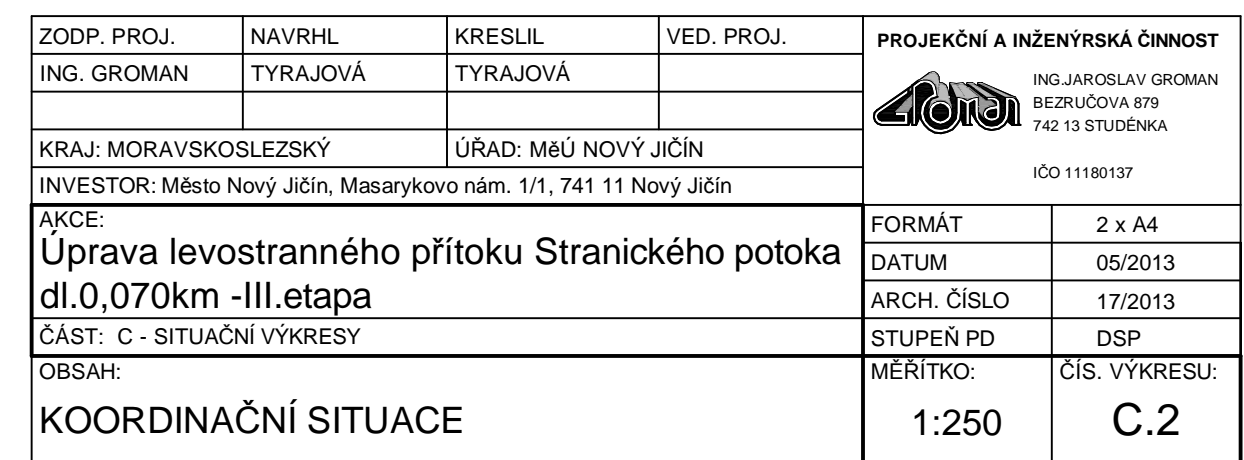 ZODP. PROJ. NAVRHL KRESLIL VED. PROJ.
ING. GROMAN TYRAJOVÁ TYRAJOVÁ
KRAJ: MORAVSKOSLEZSKÝ ÚŘAD: MěÚ NOVÝ JIČÍN
INVESTOR: Město Nový Jičín, Masarykovo nám. 1/1, 741 11 Nový Jičín
PROJEKČNÍ A INŽENÝRSKÁ ČINNOST
Groman
ING.JAROSLAV GROMAN
BEZRUČOVA 879
742 13 STUDÉNKA
IČO 11180137
AKCE:
Úprava levostranného přítoku Stranického potoka
dl.0,070km -III.etapa
ČÁST: C - SITUAČNÍ VÝKRESY
FORMÁT 2 x A4
DATUM 05/2013
ARCH. ČÍSLO 17/2013
STUPEŇ PD DSP
OBSAH:
KOORDINAČNÍ SITUACE
MĚŘÍTKO:
1:250
ČÍS. VÝKRESU:
C.2